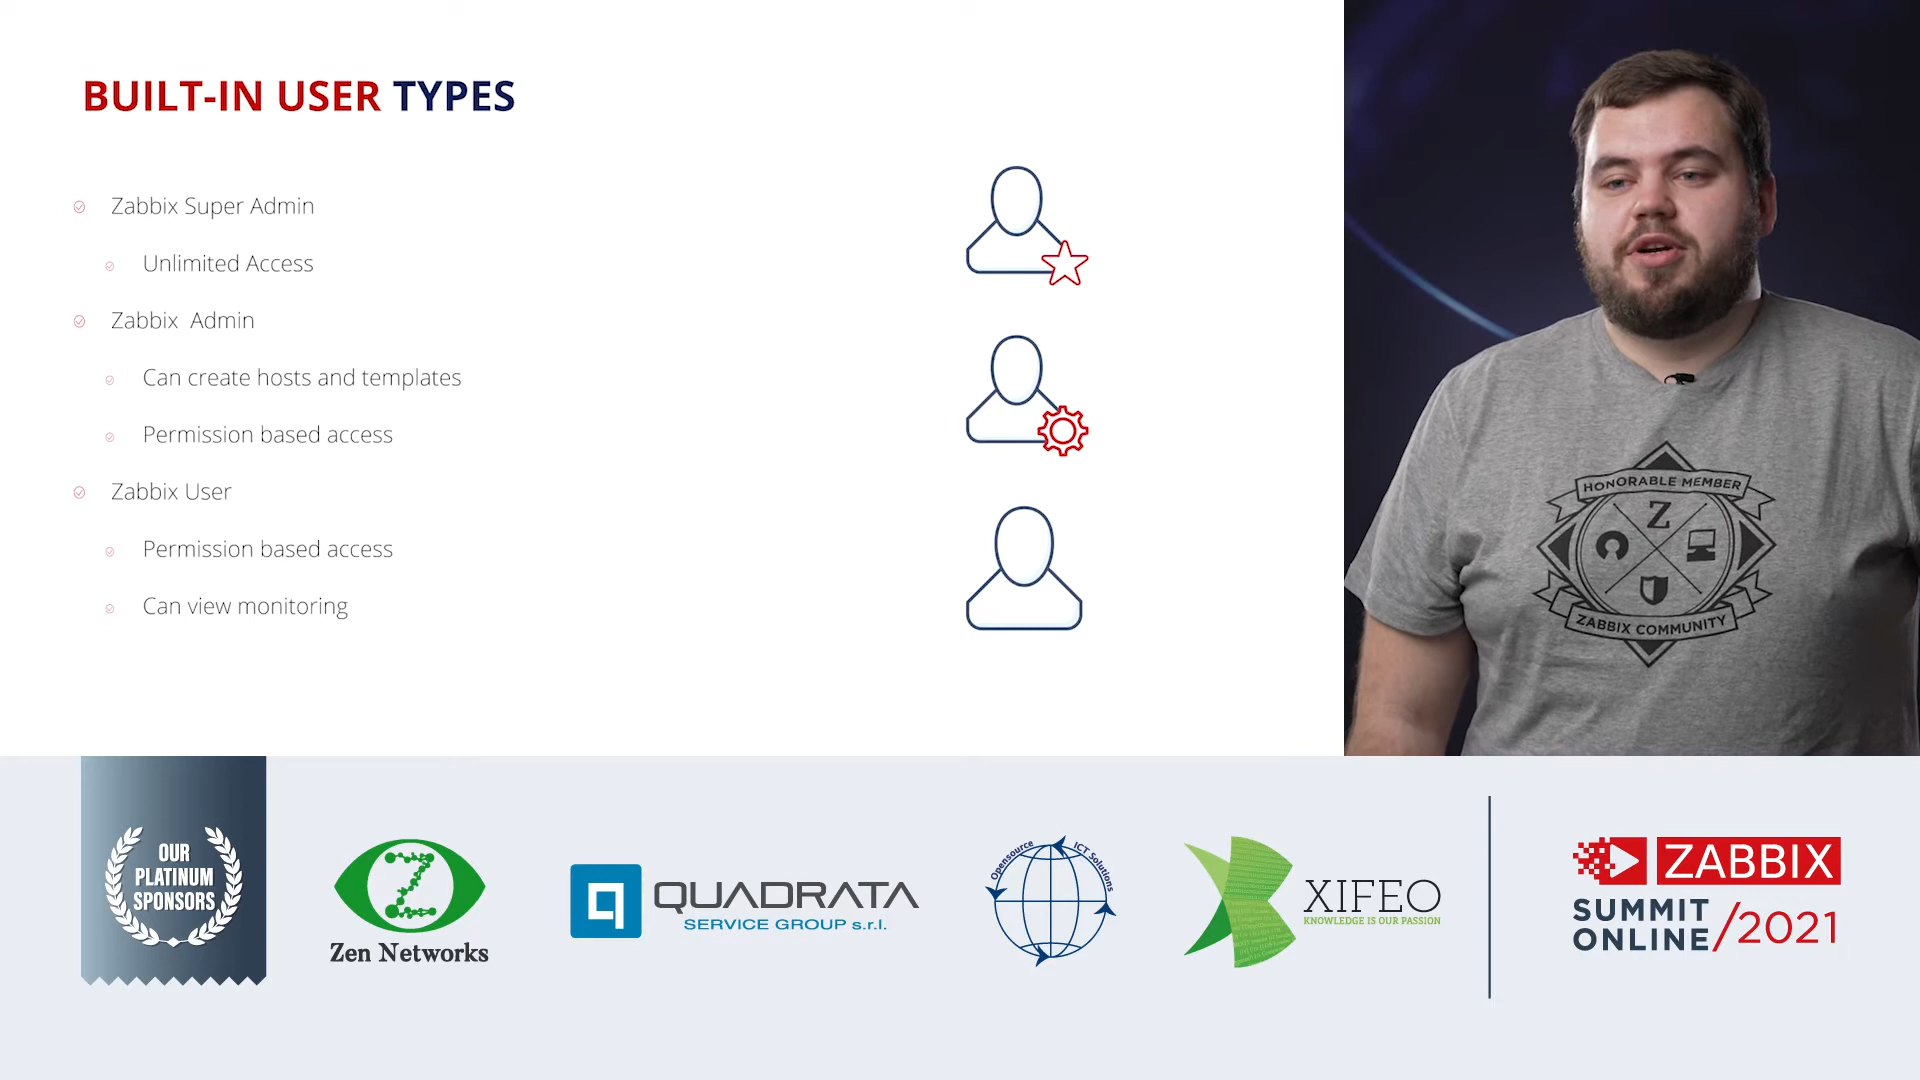 BUILT-IN USER TYPES
Zabbix Super Admin
Unlimited Access
Zabbix  Admin
Can create hosts and templates
Permission based access
Zabbix User
Permission based access
Can view monitoring
HONORABLE MEMBER
Z
ZABBIX COMMUNITY
OUR
PLATINUM
SPONSORS
Zen Networks
QUADRATA
SERVICE GROUP s.r.l.
Opensource ICT Solutions
XIFEO
KNOWLEDGE IS OUR PASSION
ZABBIX
SUMMIT
ONLINE/2021